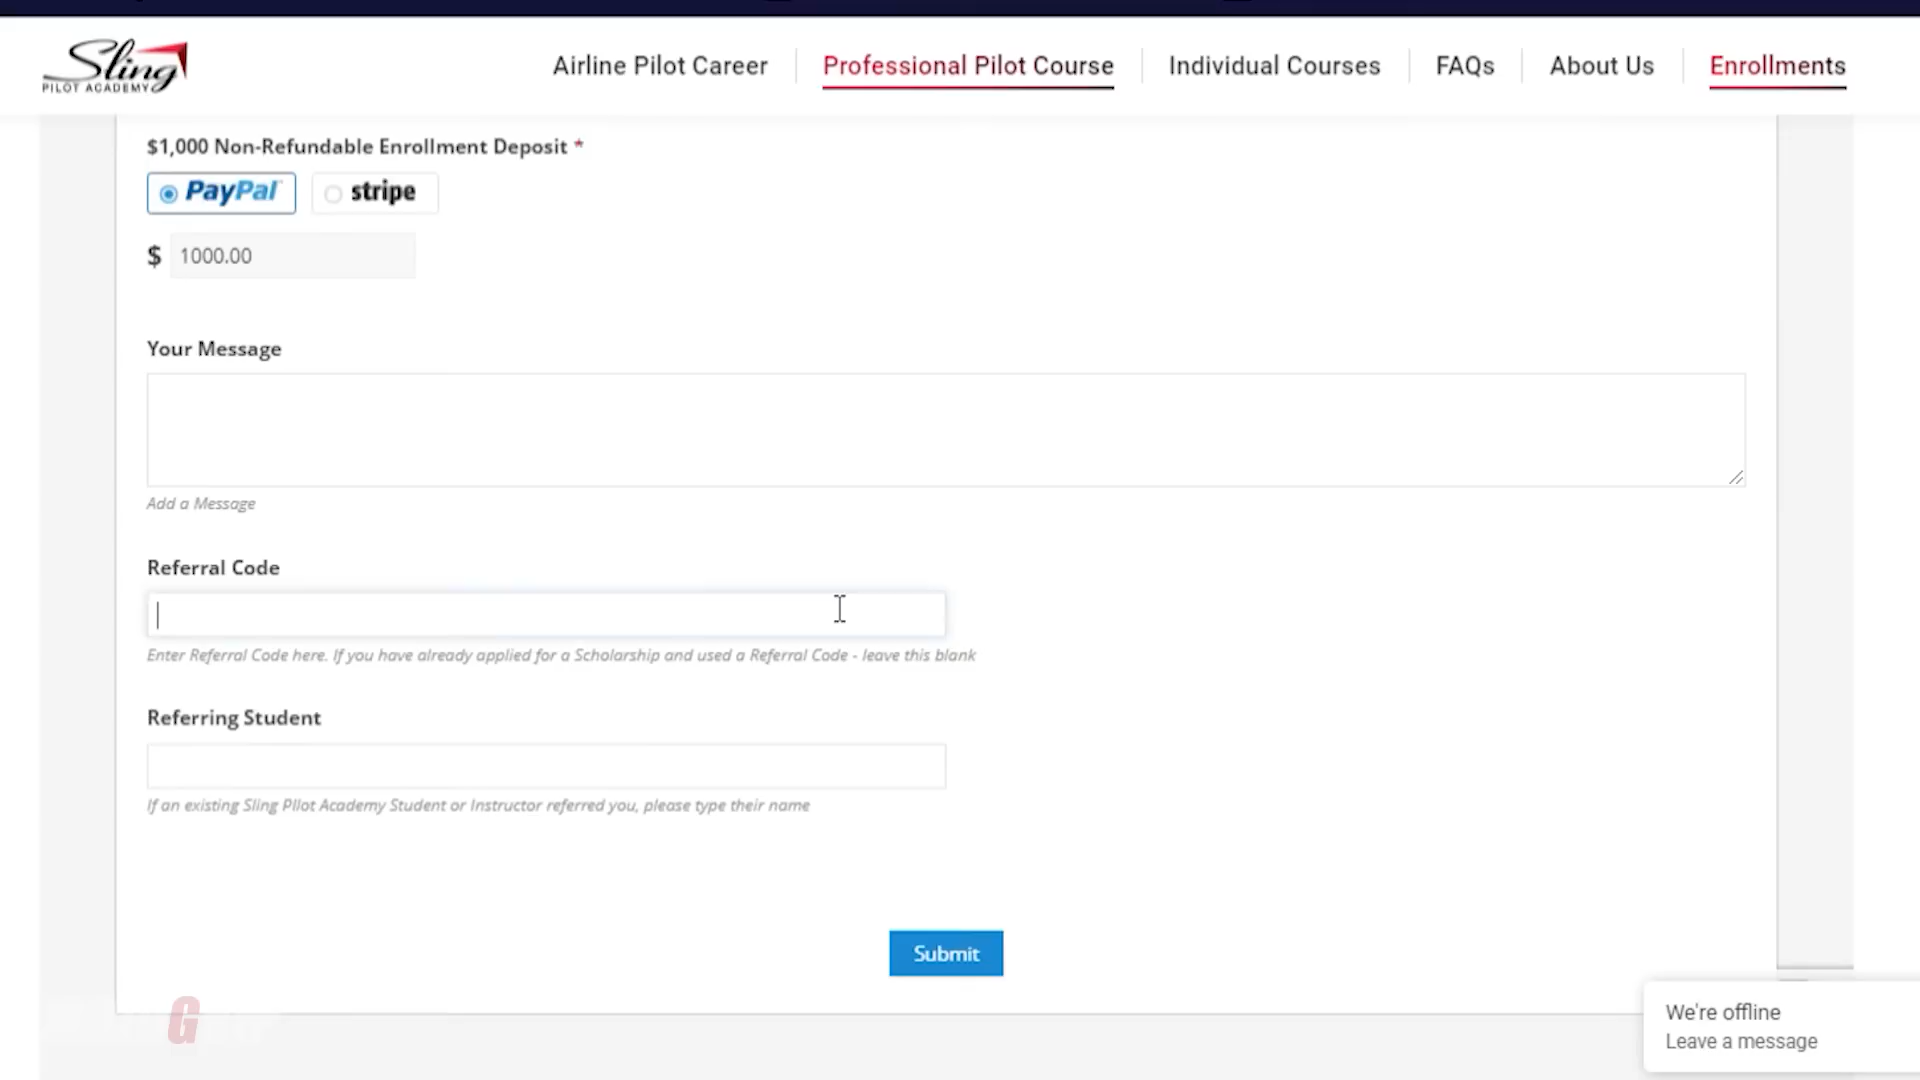 Sling
PILOT ACADEMY
Airline Pilot Career
Professional Pilot Course
Individual Courses
FAQs
About Us
Enrollments
$1,000 Non-Refundable Enrollment Deposit *
PayPal
stripe
$ 1000.00
Your Message
Add a Message
Referral Code
Enter Referral Code here. If you have already applied for a Scholarship and used a Referral Code - leave this blank
Referring Student
If an existing Sling PIlot Academy Student or Instructor referred you, please type their name
Submit
G
We're offline
Leave a message